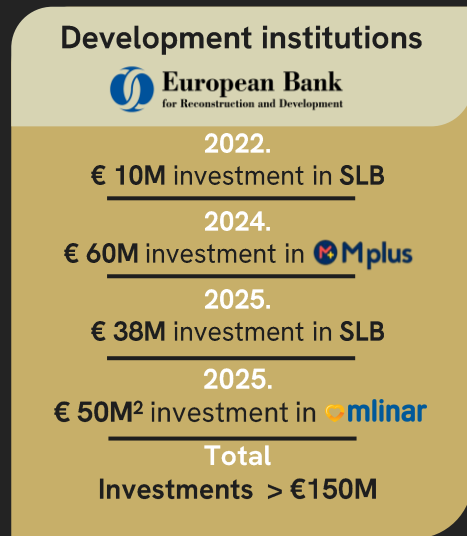 Development institutions
European Bank
for Reconstruction and Development
2022.
€ 10M investment in SLB
2024.
€ 60M investment in M+ Mplus
2025.
€ 38M investment in SLB
2025.
€ 50M² investment in mlinar
Total
Investments > €150M